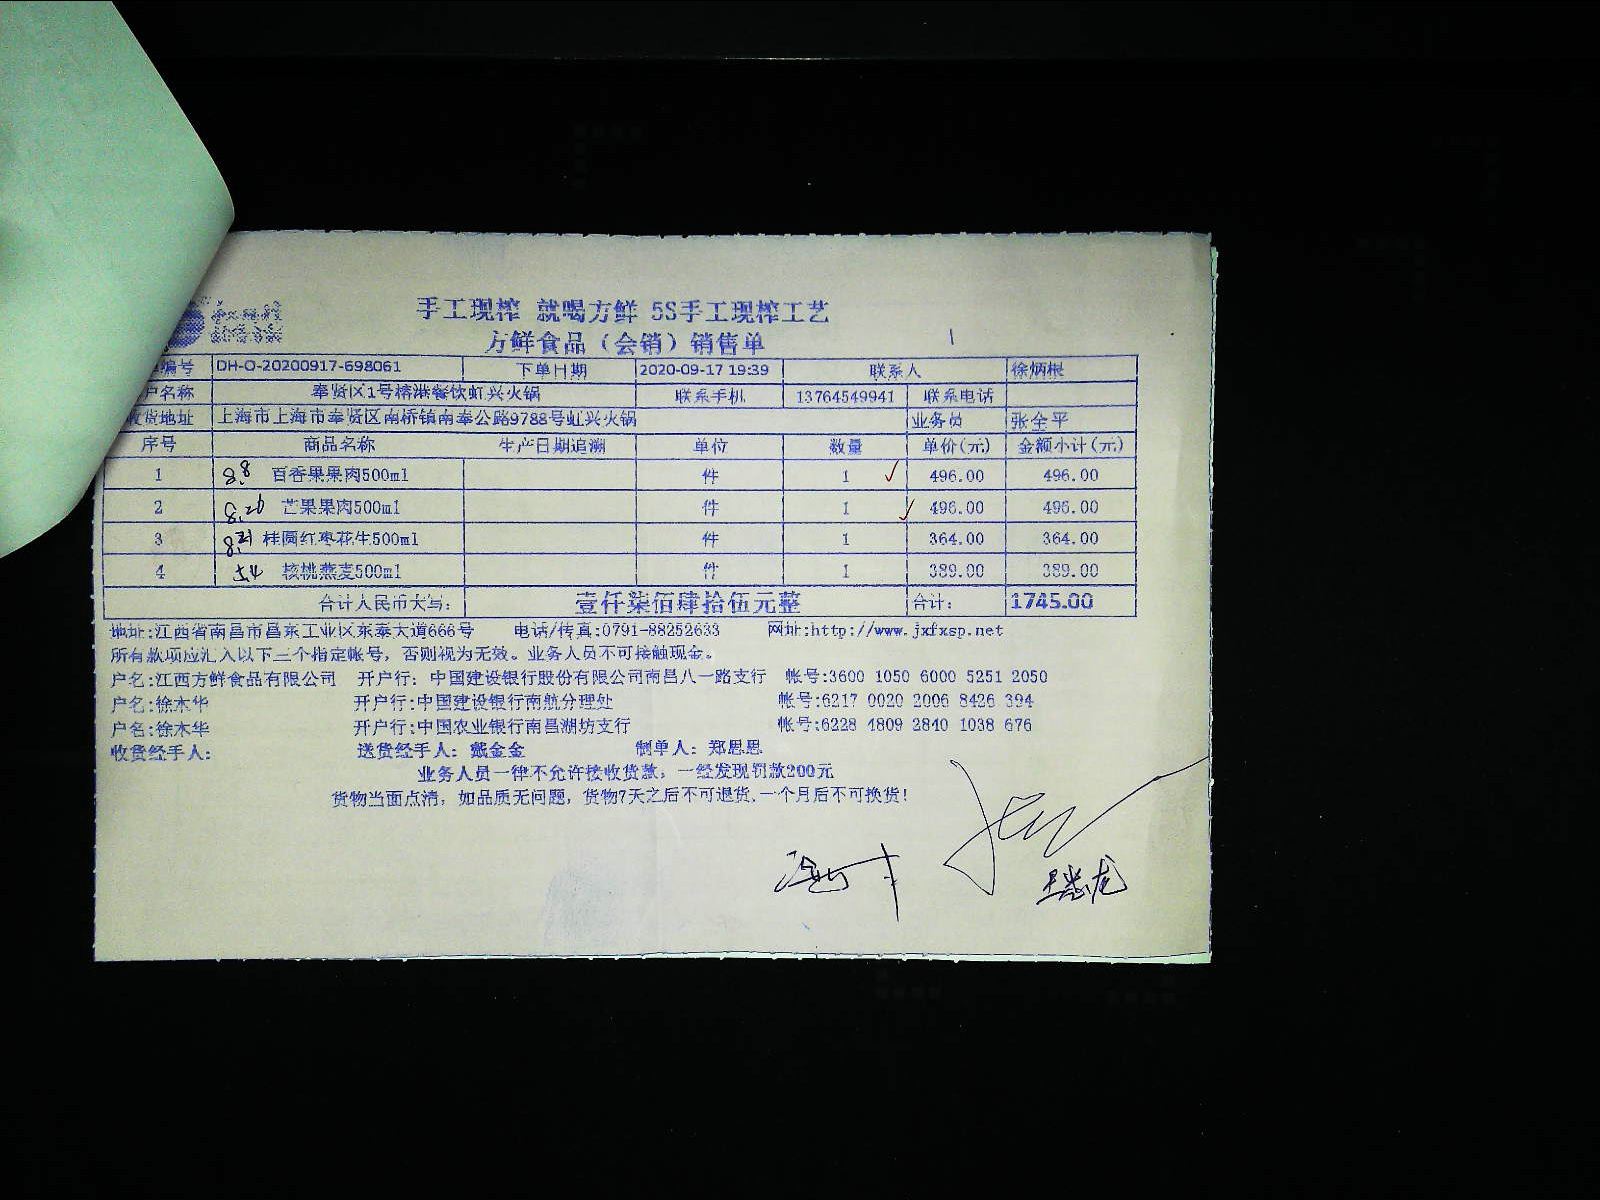 手工现榨 就喝方鲜 5S手工现榨工艺
方鲜食品（会销）销售单
编号 DH-O-20200917-698061 下单日期 2020-09-17 19:39 联系人 徐炳根
户名称 奉贤区1号榕港餐饮虹兴火锅 联系手机 13764549941 联系电话
收货地址 上海市上海市奉贤区南桥镇南奉公路9788号虹兴火锅 业务员 张全平
序号 商品名称 生产日期追溯 单位 数量 单价(元) 金额小计(元)
1 8.8 百香果果肉500ml 件 1 496.00 496.00
2 8.26 芒果果肉500ml 件 1 496.00 496.00
3 8.21 桂圆红枣花生500ml 件 1 364.00 364.00
4 5.4 核桃燕麦500ml 件 1 389.00 389.00
合计人民币大写: 壹仟柒佰肆拾伍元整 合计: 1745.00
地址:江西省南昌市昌东工业区东泰大道666号 电话/传真:0791-88252633 网址:http://www.jxfxsp.net
所有款项应汇入以下三个指定帐号，否则视为无效。业务人员不可接触现金。
户名:江西方鲜食品有限公司 开户行: 中国建设银行股份有限公司南昌八一路支行 帐号:3600 1050 6000 5251 2050
户名:徐木华 开户行:中国建设银行南航分理处 帐号:6217 0020 2006 8426 394
户名:徐木华 开户行:中国农业银行南昌湖坊支行 帐号:6228 4809 2840 1038 676
收货经手人: 送货经手人: 戴金金 制单人: 郑思思
业务人员一律不允许接收货款，一经发现罚款200元
货物当面点清，如品质无问题，货物7天之后不可退货,一个月后不可换货!